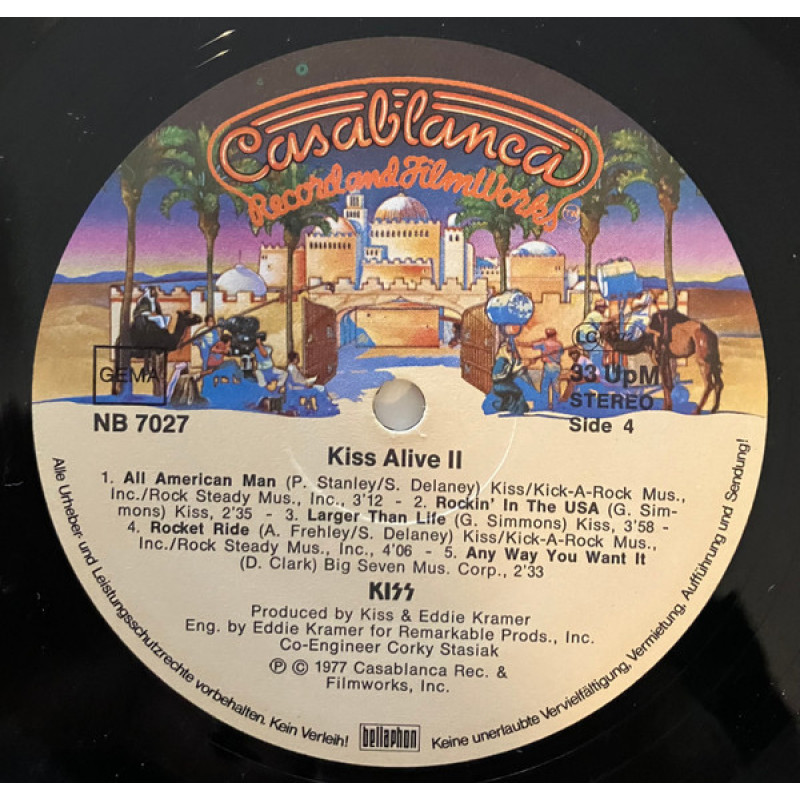 Casablanca
Record and FilmWorks
TM
GEMA
NB 7027
LC
33 UpM
STEREO
Side 4
Kiss Alive II
1. All American Man (P. Stanley/S. Delaney) Kiss/Kick-A-Rock Mus.,
Inc./Rock Steady Mus., Inc., 3'12 - 2. Rockin' In The USA (G. Sim-
mons) Kiss, 2'35 - 3. Larger Than Life (G. Simmons) Kiss, 3'58 -
4. Rocket Ride (A. Frehley/S. Delaney) Kiss/Kick-A-Rock Mus.,
Inc./Rock Steady Mus., Inc., 4'06 - 5. Any Way You Want It
(D. Clark) Big Seven Mus. Corp., 2'33
KISS
Produced by Kiss & Eddie Kramer
Eng. by Eddie Kramer for Remarkable Prods., Inc.
Co-Engineer Corky Stasiak
Ⓟ © 1977 Casablanca Rec. &
Filmworks, Inc.
Alle Urheber- und Leistungsschutzrechte vorbehalten. Kein Verleih!
bellaphon
Keine unerlaubte Vervielfältigung, Vermietung, Aufführung und Sendung!